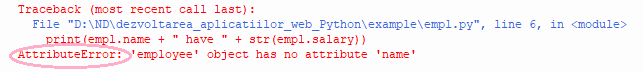 Traceback (most recent call last):
File "D:\ND\dezvoltarea_aplicatiilor_web_Python\example\empl.py", line 6, in <module>
print(empl.name + " have " + str(empl.salary))
AttributeError: 'employee' object has no attribute 'name'